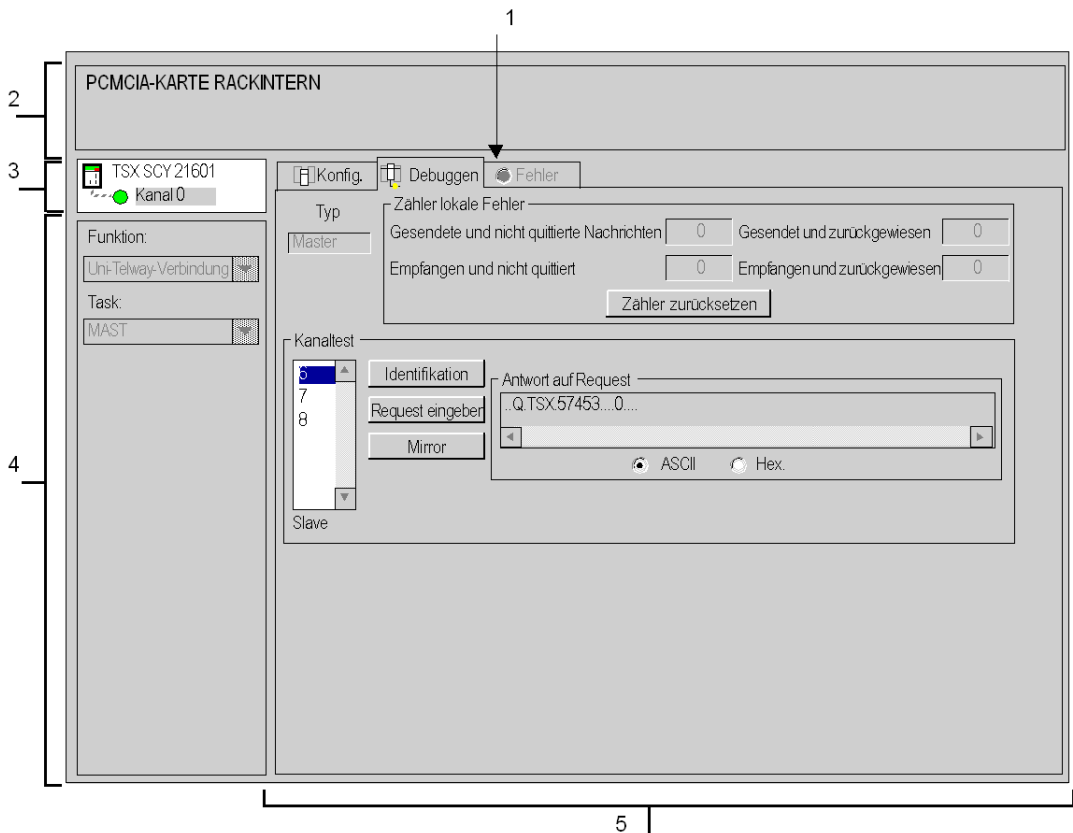 1
2
PCMCIA-KARTE RACKINTERN
3
TSX SCY 21601
Kanal 0
Konfig.
Debuggen
Fehler
4
Funktion:
Uni-Telway-Verbindung
Task:
MAST
Typ
Master
Zähler lokale Fehler
Gesendete und nicht quittierte Nachrichten 0 Gesendet und zurückgewiesen 0
Empfangen und nicht quittiert 0 Empfangen und zurückgewiesen 0
Zähler zurücksetzen
Kanaltest
6
7
8
Slave
Identifikation
Request eingeber
Mirror
Antwort auf Request
..Q.TSX.57453....0....
ASCII Hex.
5